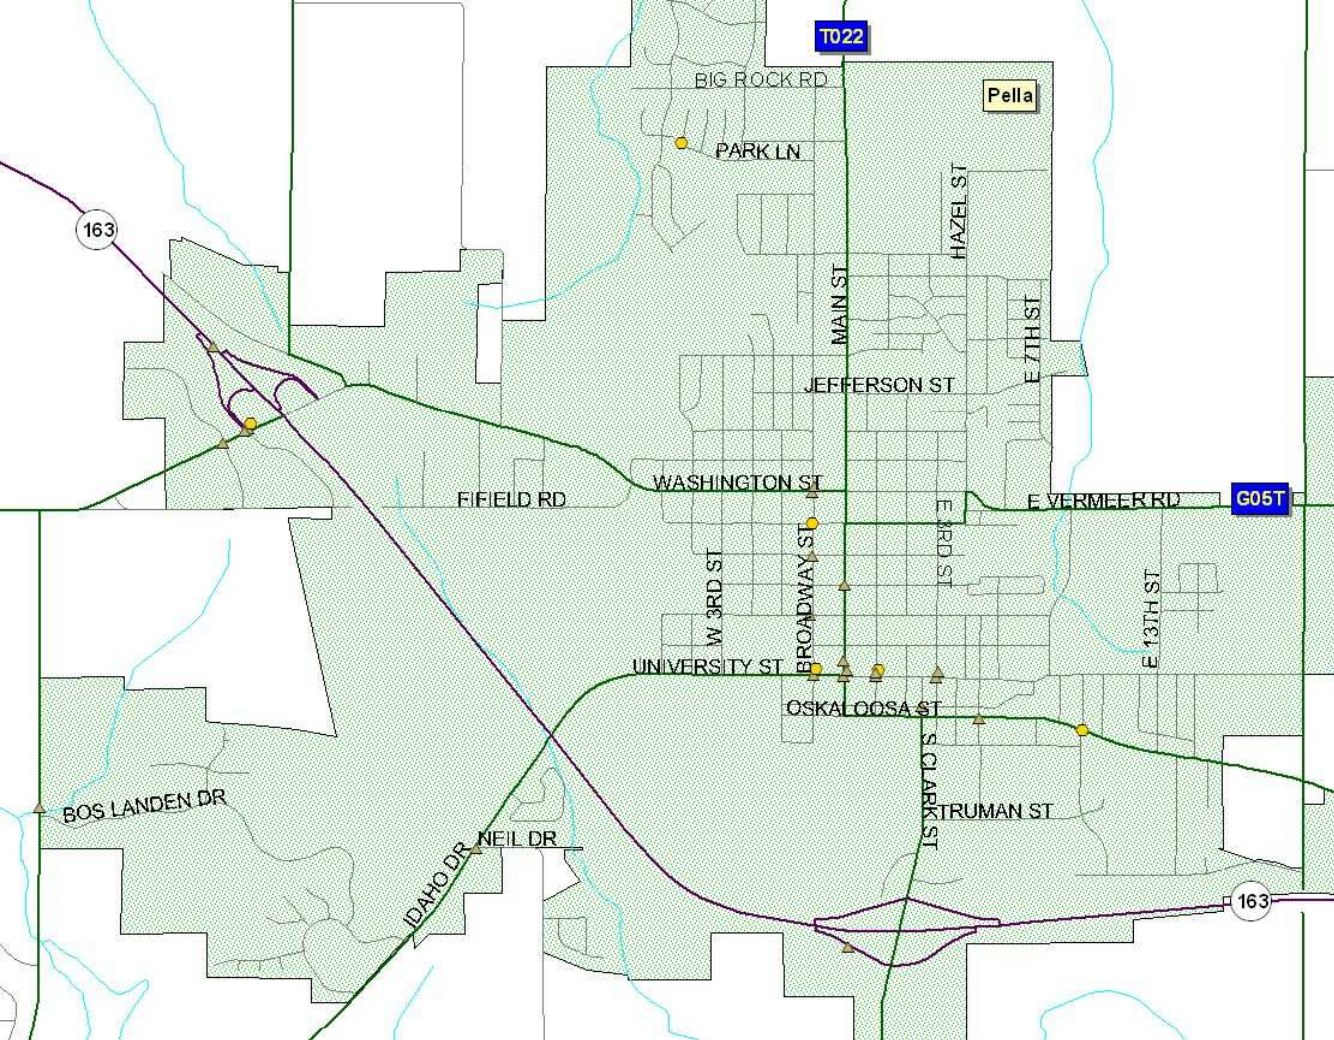 T022
BIG ROCK RD
Pella
PARK LN
HAZEL ST
163
MAIN ST
E 7TH ST
JEFFERSON ST
WASHINGTON ST
FIFIELD RD
E VERMEER RD
G05T
E 3RD ST
W 3RD ST
BROADWAY ST
E 13TH ST
UNIVERSITY ST
OSKALOOSA ST
S CLARK ST
BOS LANDEN DR
TRUMAN ST
NEIL DR
IDAHO DR
163